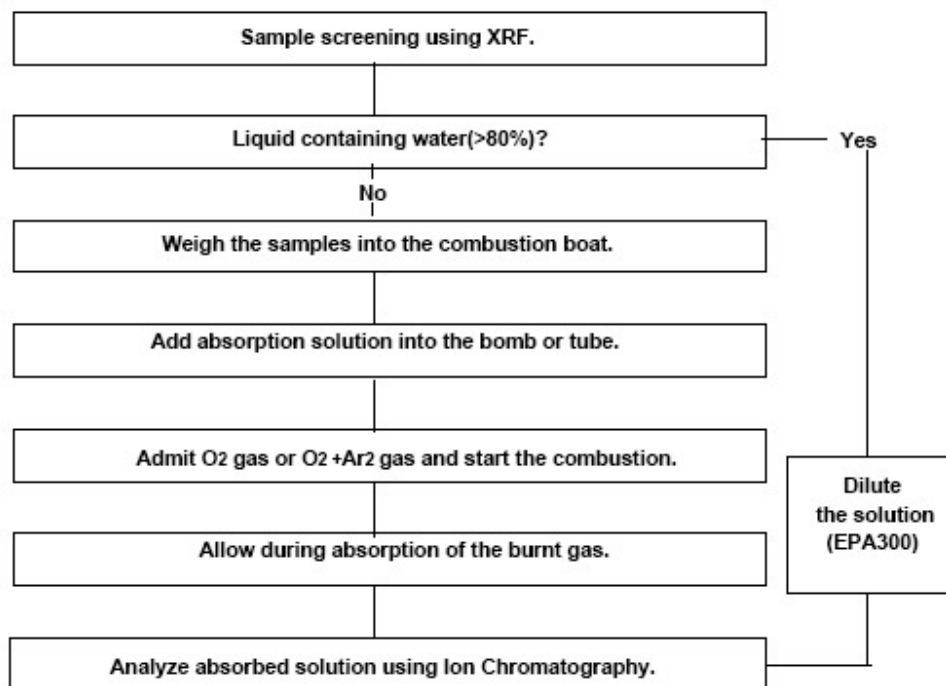 Sample screening using XRF.
Liquid containing water(>80%)?
Yes
No
Weigh the samples into the combustion boat.
Add absorption solution into the bomb or tube.
Admit O2 gas or O2 +Ar2 gas and start the combustion.
Dilute
the solution
(EPA300)
Allow during absorption of the burnt gas.
Analyze absorbed solution using Ion Chromatography.